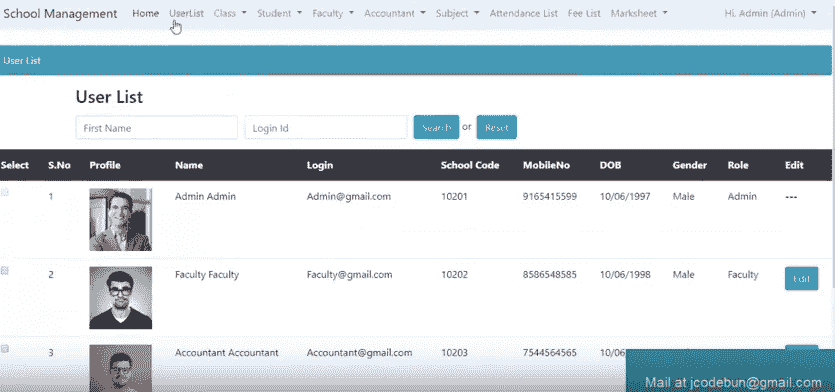 School Management Home UserList Class Student Faculty Accountant Subject Attendance List Fee List Marksheet Hi, Admin (Admin)
User List
User List
First Name Login Id Search or Reset
Select S.No Profile Name Login School Code MobileNo DOB Gender Role Edit
1 Admin Admin Admin@gmail.com 10201 9165415599 10/06/1997 Male Admin ---
2 Faculty Faculty Faculty@gmail.com 10202 8586548585 10/06/1998 Male Faculty Edit
3 Accountant Accountant Accountant@gmail.com 10203 7544564565 10/06
Mail at jcodebun@gmail.com